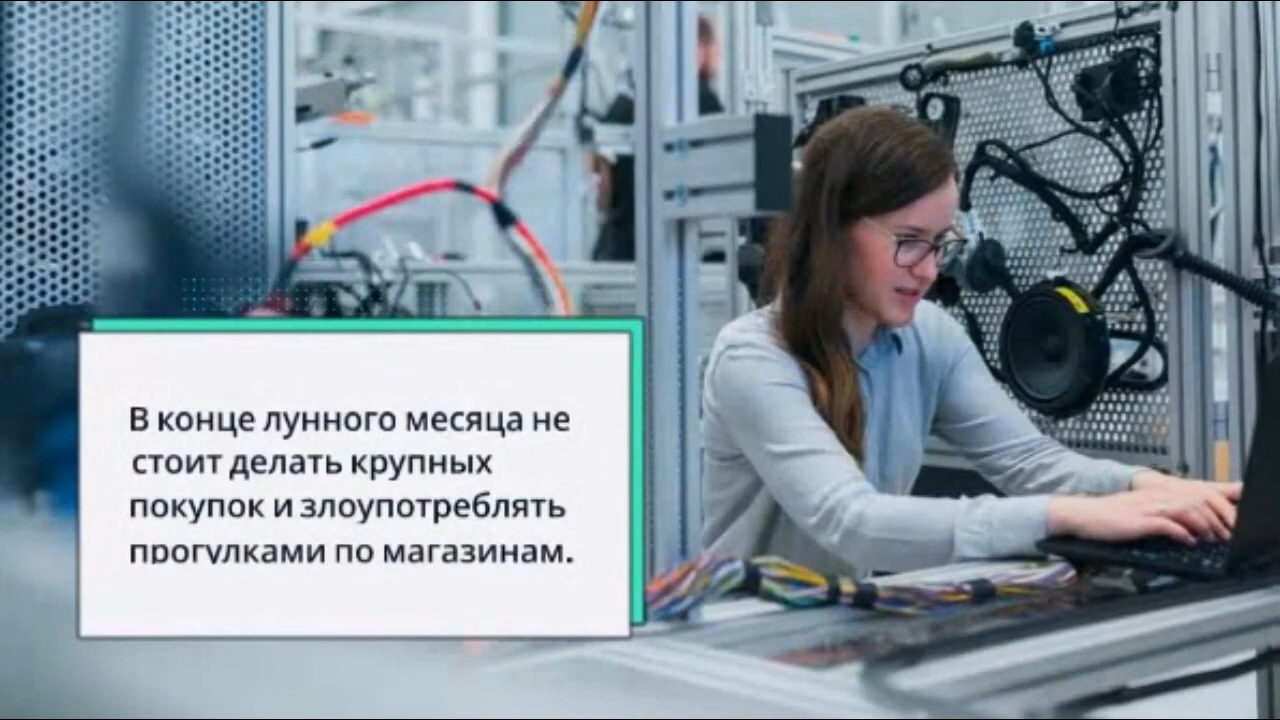 В конце лунного месяца не
стоит делать крупных
покупок и злоупотреблять
прогулками по магазинам.